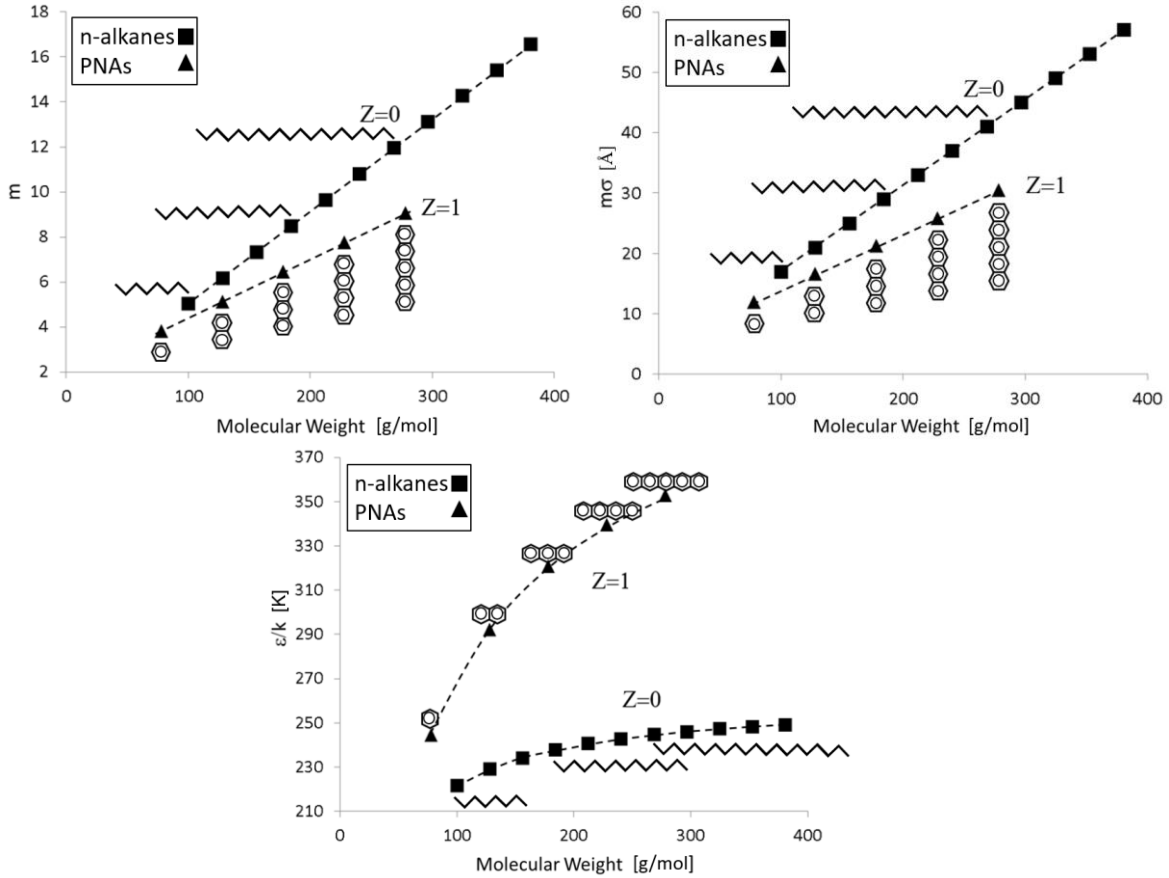 n-alkanes
PNAs
18
16
14
12
10
8
6
4
2
m
Z=0
Z=1
0
100
200
300
400
Molecular Weight [g/mol]
n-alkanes
PNAs
60
50
40
30
20
10
0
mσ [Å]
Z=0
Z=1
0
100
200
300
400
Molecular Weight [g/mol]
n-alkanes
PNAs
370
350
330
310
290
270
250
230
210
ε/k [K]
Z=1
Z=0
0
100
200
300
400
Molecular Weight [g/mol]